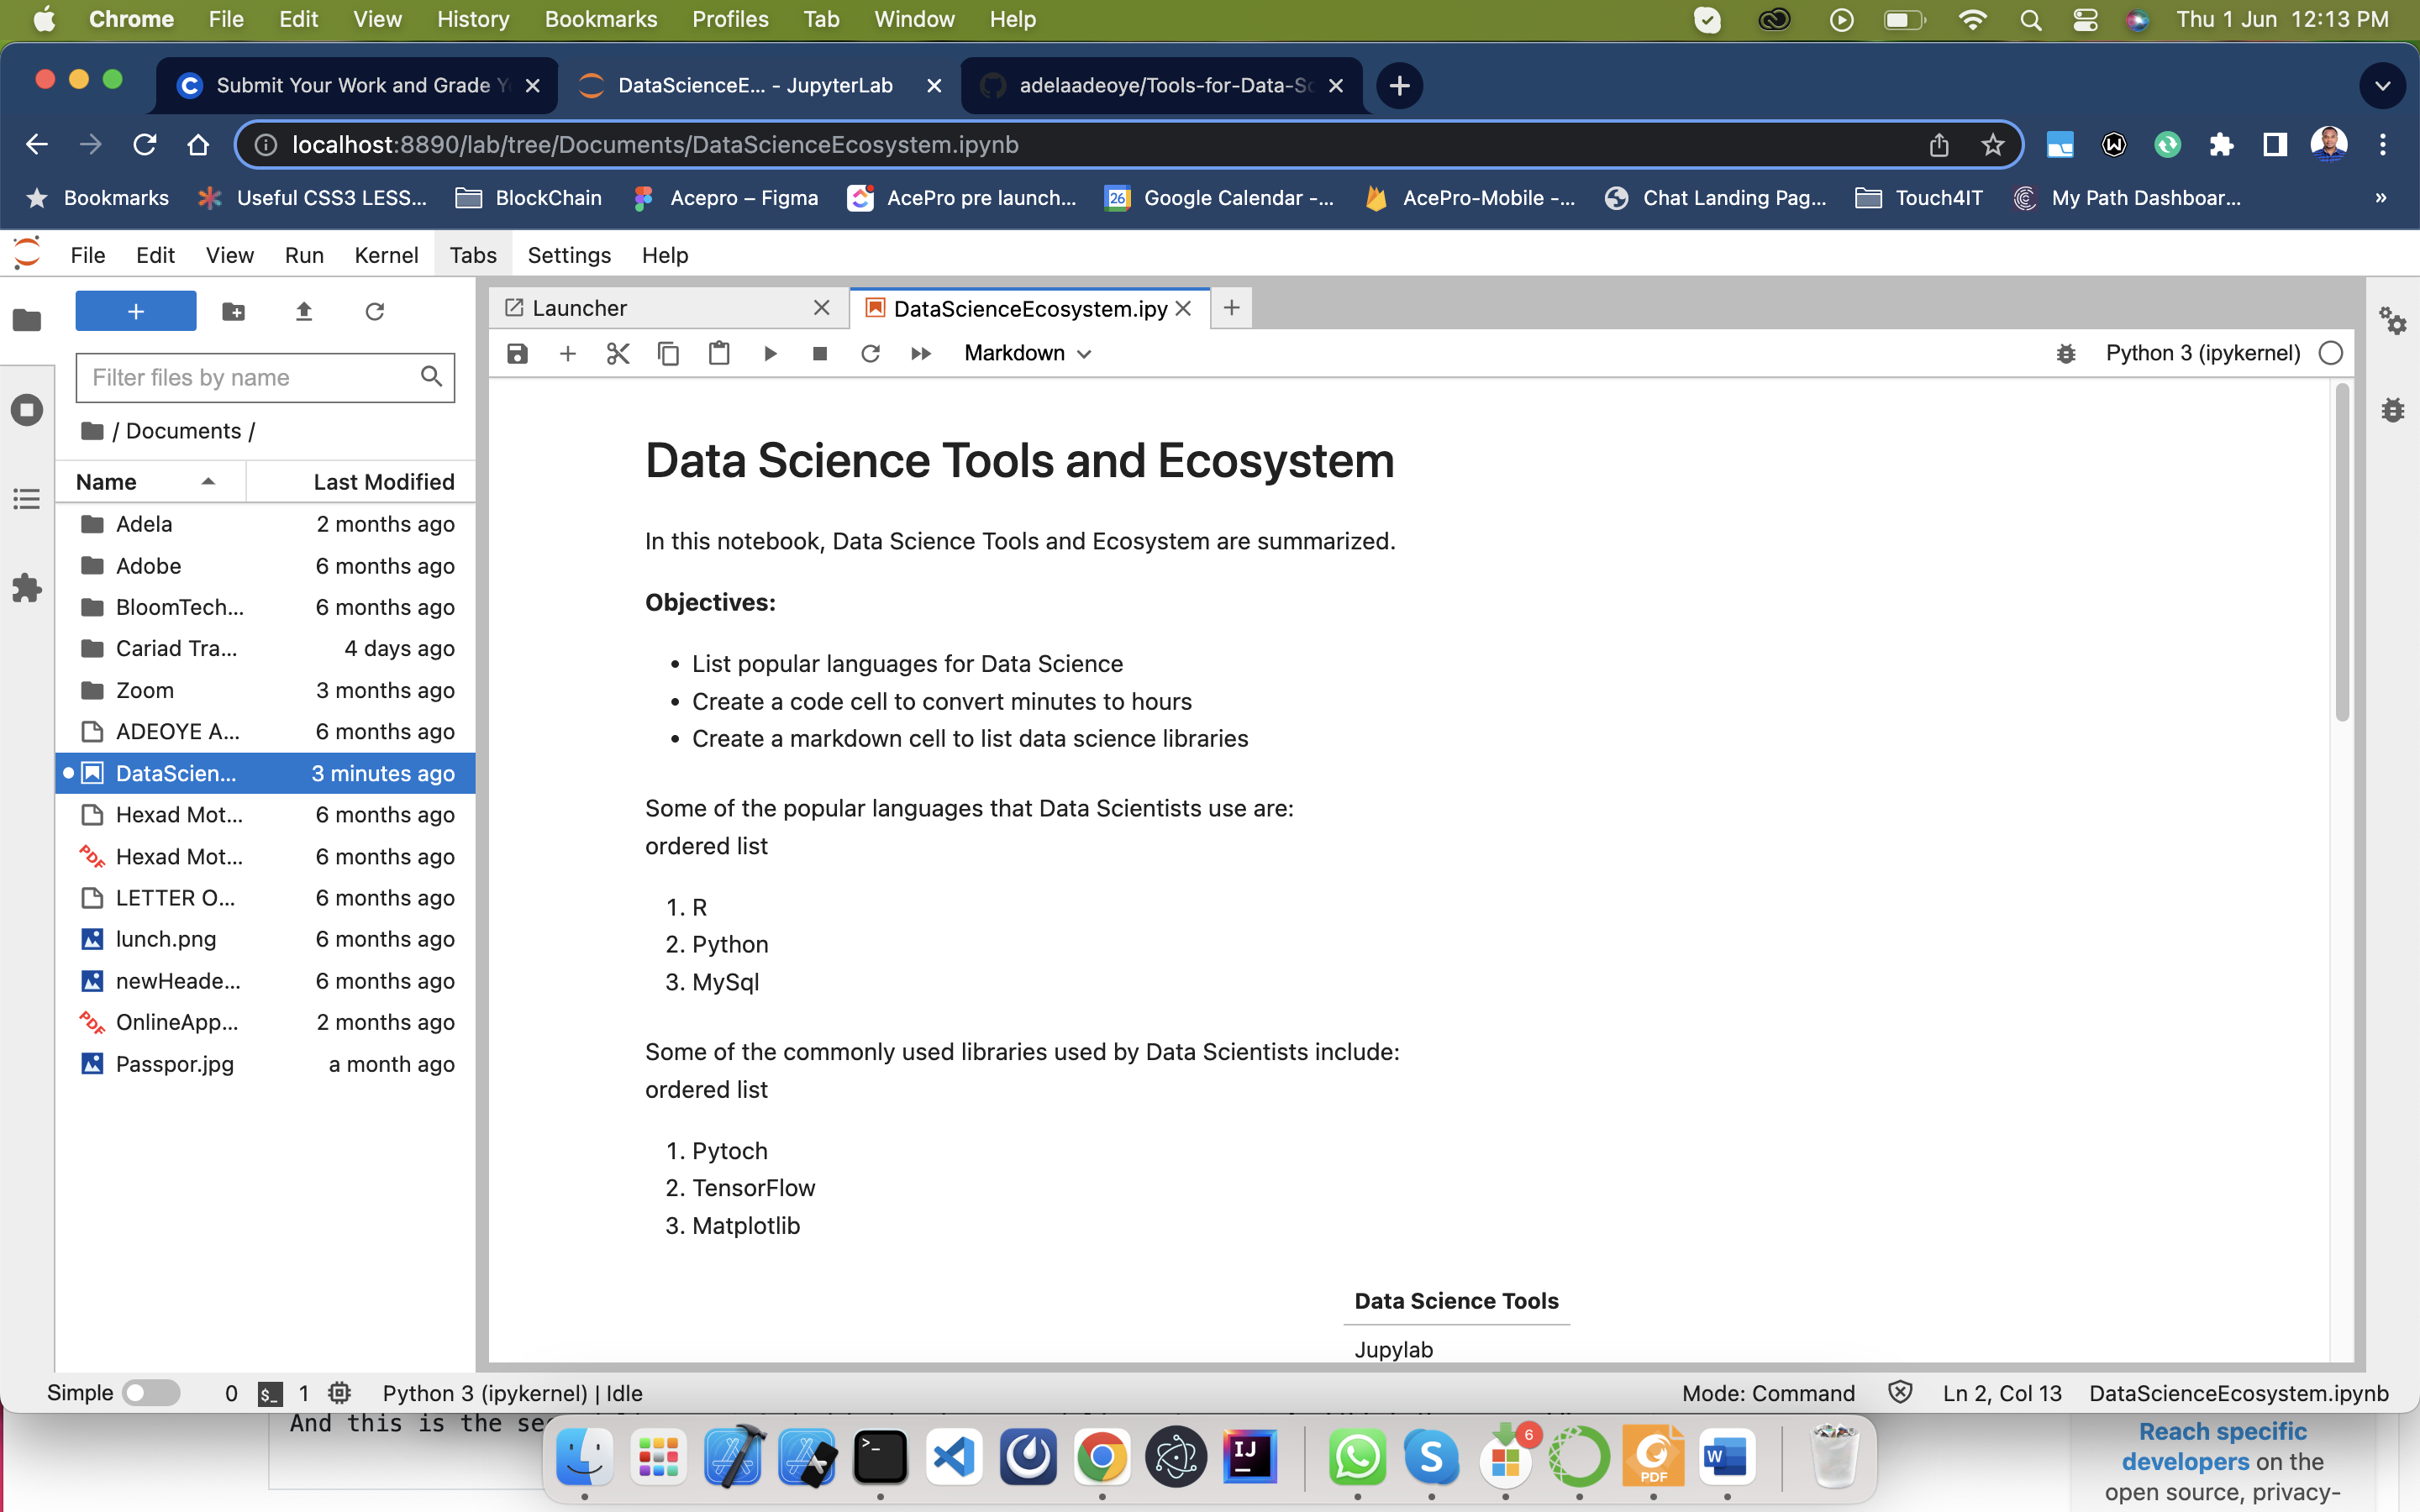 Chrome File Edit View History Bookmarks Profiles Tab Window Help Thu 1 Jun 12:13 PM
Submit Your Work and Grade Y DataScienceE... - JupyterLab adelaadeoye/Tools-for-Data-Sc
localhost:8890/lab/tree/Documents/DataScienceEcosystem.ipynb
Bookmarks Useful CSS3 LESS... BlockChain Acepro – Figma AcePro pre launch... 26 Google Calendar -... AcePro-Mobile -... Chat Landing Pag... Touch4IT My Path Dashboar... »
File Edit View Run Kernel Tabs Settings Help
Launcher DataScienceEcosystem.ipy
Markdown Python 3 (ipykernel)
Filter files by name
/ Documents /
Name Last Modified
Adela 2 months ago
Adobe 6 months ago
BloomTech... 6 months ago
Cariad Tra... 4 days ago
Zoom 3 months ago
ADEOYE A... 6 months ago
DataScien... 3 minutes ago
Hexad Mot... 6 months ago
PDF Hexad Mot... 6 months ago
LETTER O... 6 months ago
lunch.png 6 months ago
newHeade... 6 months ago
PDF OnlineApp... 2 months ago
Passpor.jpg a month ago
Data Science Tools and Ecosystem
In this notebook, Data Science Tools and Ecosystem are summarized.
Objectives:
• List popular languages for Data Science
• Create a code cell to convert minutes to hours
• Create a markdown cell to list data science libraries
Some of the popular languages that Data Scientists use are:
ordered list
1. R
2. Python
3. MySql
Some of the commonly used libraries used by Data Scientists include:
ordered list
1. Pytoch
2. TensorFlow
3. Matplotlib
Data Science Tools
Jupylab
Simple 0 $_ 1 Python 3 (ipykernel) | Idle Mode: Command Ln 2, Col 13 DataScienceEcosystem.ipynb
And this is the se
Reach specific
developers on the
open source, privacy-
IJ S 6 PDF W